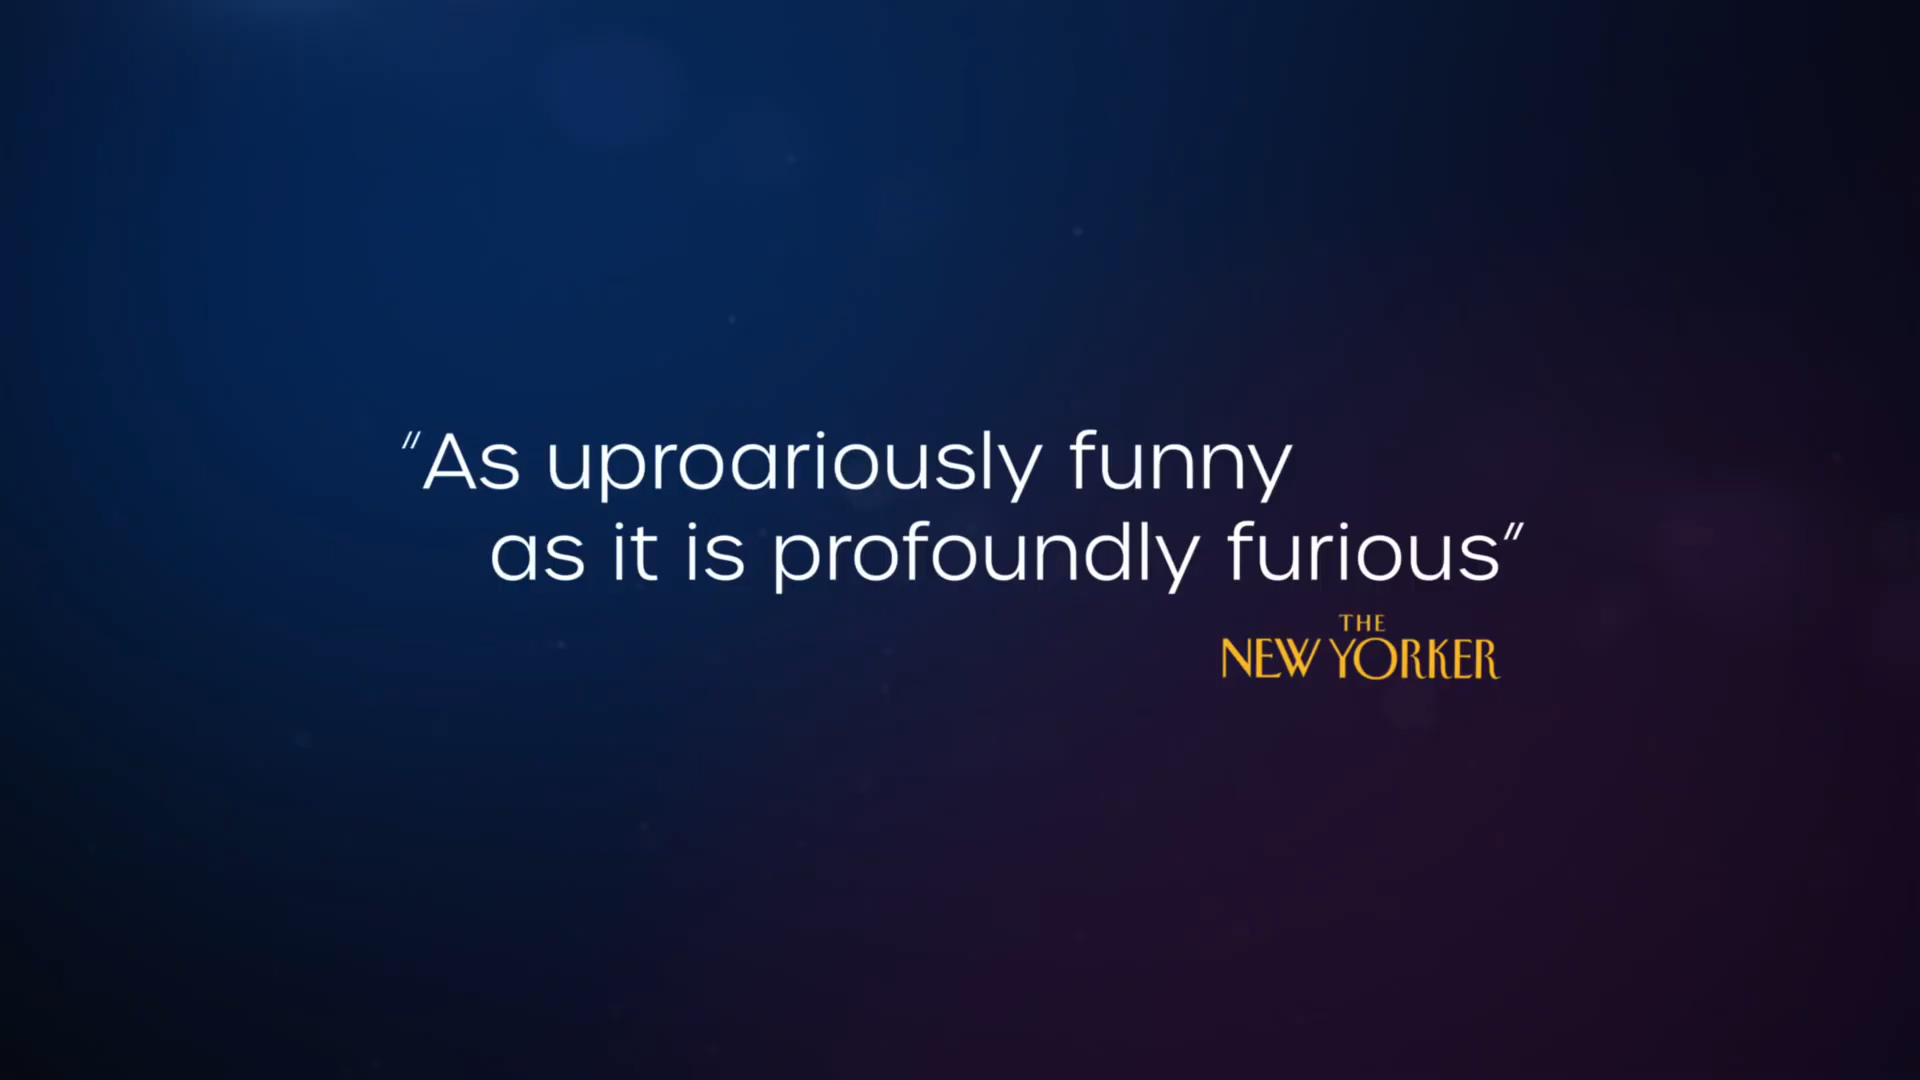 "As uproariously funny
as it is profoundly furious"
THE
NEW YORKER